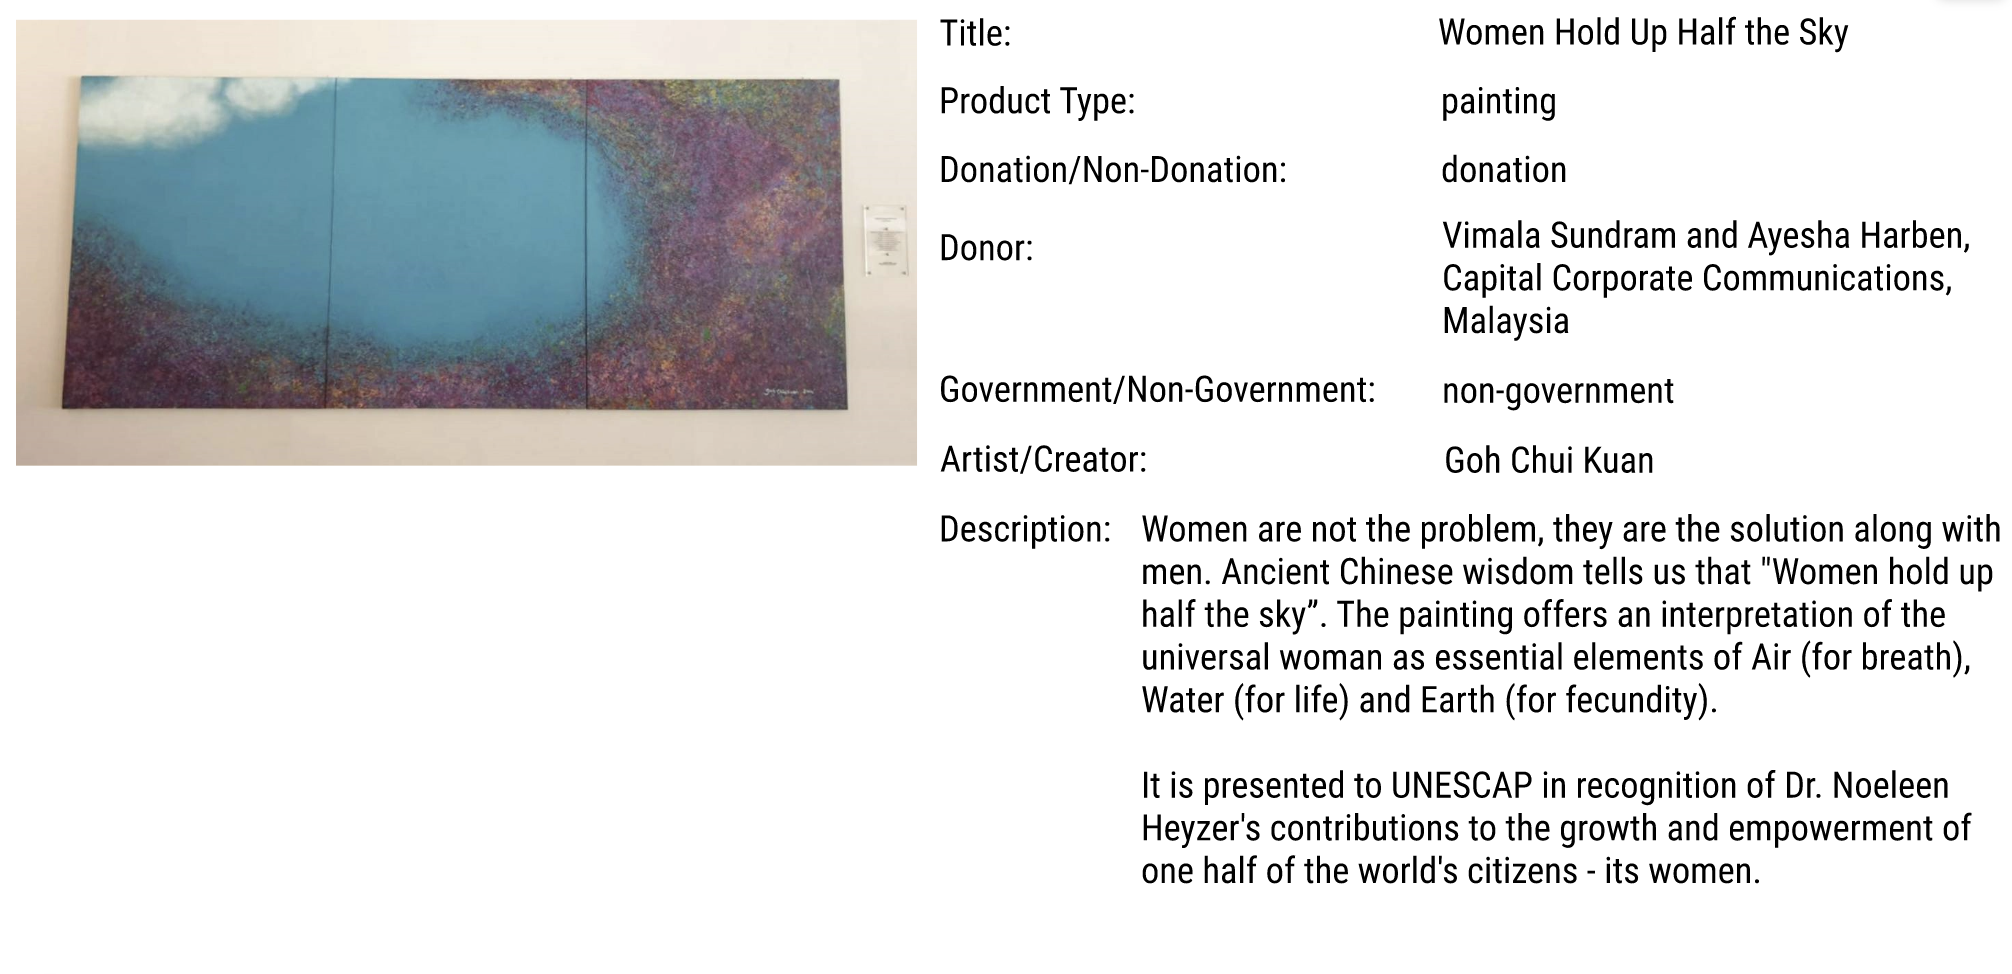 Title: Women Hold Up Half the Sky
Product Type: painting
Donation/Non-Donation: donation
Donor: Vimala Sundram and Ayesha Harben,
Capital Corporate Communications,
Malaysia
Government/Non-Government: non-government
Artist/Creator: Goh Chui Kuan
Description: Women are not the problem, they are the solution along with
men. Ancient Chinese wisdom tells us that "Women hold up
half the sky”. The painting offers an interpretation of the
universal woman as essential elements of Air (for breath),
Water (for life) and Earth (for fecundity).
It is presented to UNESCAP in recognition of Dr. Noeleen
Heyzer's contributions to the growth and empowerment of
one half of the world's citizens - its women.